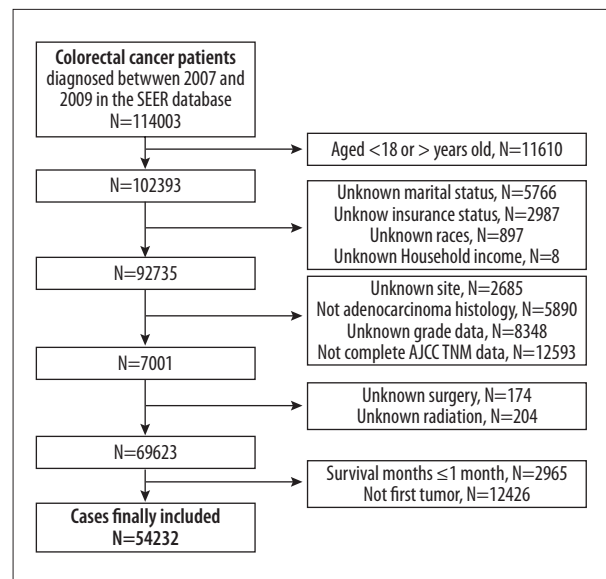 Colorectal cancer patients
diagnosed betwwen 2007 and
2009 in the SEER database
N=114003
Aged <18 or > years old, N=11610
N=102393
Unknown marital status, N=5766
Unknow insurance status, N=2987
Unknown races, N=897
Unknown Household income, N=8
N=92735
Unknown site, N=2685
Not adenocarcinoma histology, N=5890
Unknown grade data, N=8348
Not complete AJCC TNM data, N=12593
N=7001
Unknown surgery, N=174
Unknown radiation, N=204
N=69623
Survival months ≤1 month, N=2965
Not first tumor, N=12426
Cases finally included
N=54232